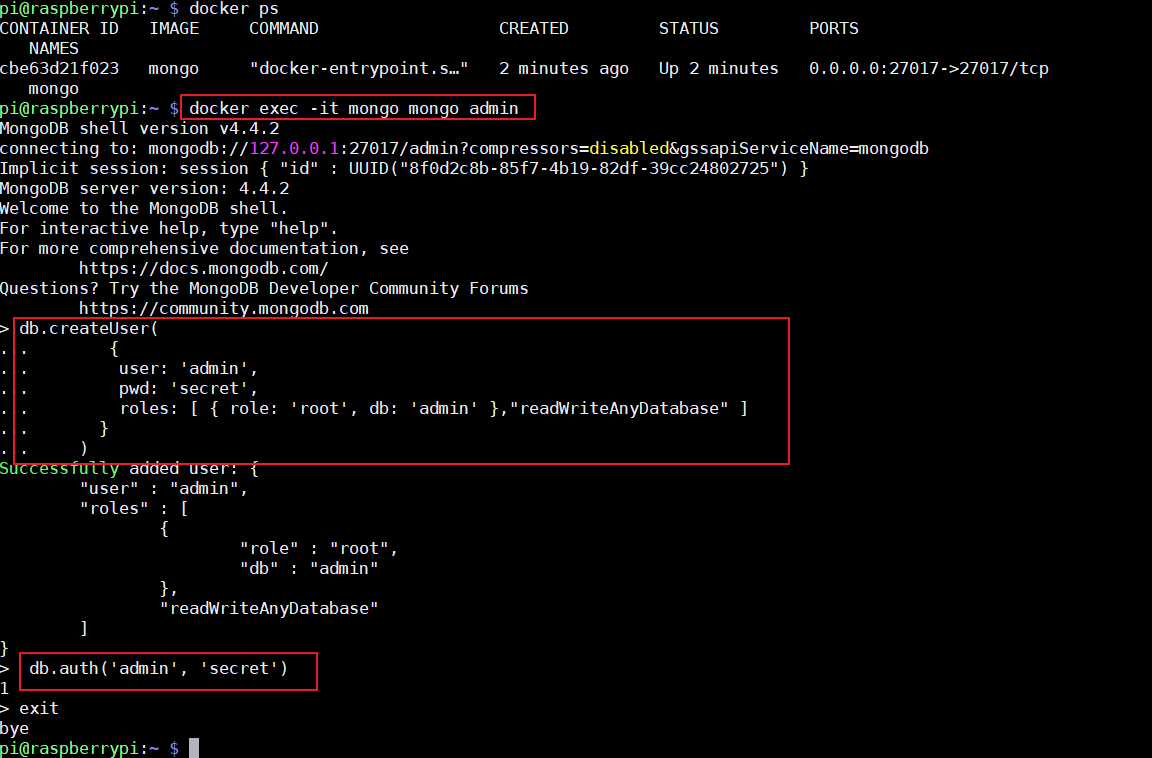 pi@raspberrypi:~ $ docker ps
CONTAINER ID   IMAGE     COMMAND                  CREATED         STATUS         PORTS
   NAMES
cbe63d21f023   mongo     "docker-entrypoint.s…"   2 minutes ago   Up 2 minutes   0.0.0.0:27017->27017/tcp
   mongo
pi@raspberrypi:~ $ docker exec -it mongo mongo admin
MongoDB shell version v4.4.2
connecting to: mongodb://127.0.0.1:27017/admin?compressors=disabled&gssapiServiceName=mongodb
Implicit session: session { "id" : UUID("8f0d2c8b-85f7-4b19-82df-39cc24802725") }
MongoDB server version: 4.4.2
Welcome to the MongoDB shell.
For interactive help, type "help".
For more comprehensive documentation, see
        https://docs.mongodb.com/
Questions? Try the MongoDB Developer Community Forums
        https://community.mongodb.com
> db.createUser(
...        {
...         user: 'admin',
...         pwd: 'secret',
...         roles: [ { role: 'root', db: 'admin' },"readWriteAnyDatabase" ]
...       }
...     )
Successfully added user: {
        "user" : "admin",
        "roles" : [
                {
                        "role" : "root",
                        "db" : "admin"
                },
                "readWriteAnyDatabase"
        ]
}
>  db.auth('admin', 'secret')
1
> exit
bye
pi@raspberrypi:~ $